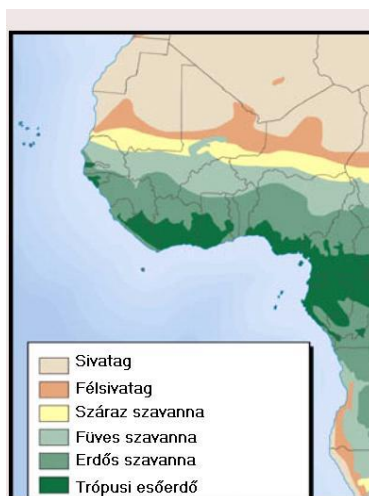 Sivatag
Félsivatag
Száraz szavanna
Füves szavanna
Erdős szavanna
Trópusi esőerdő